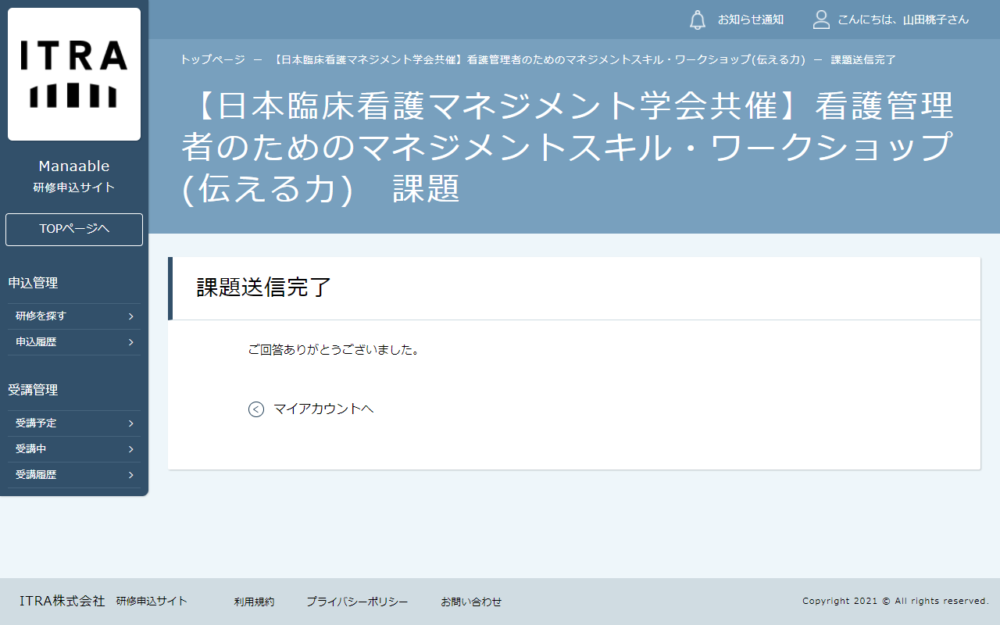 ITRA
Manaable
研修申込サイト
TOPページへ
申込管理
研修を探す
申込履歴
受講管理
受講予定
受講中
受講履歴
お知らせ通知
こんにちは、山田桃子さん
トップページ ー 【日本臨床看護マネジメント学会共催】看護管理者のためのマネジメントスキル・ワークショップ(伝える力) ー 課題送信完了
【日本臨床看護マネジメント学会共催】看護管理
者のためのマネジメントスキル・ワークショップ
(伝える力)　課題
課題送信完了
ご回答ありがとうございました。
マイアカウントへ
ITRA株式会社 研修申込サイト 利用規約 プライバシーポリシー お問い合わせ Copyright 2021 © All rights reserved.